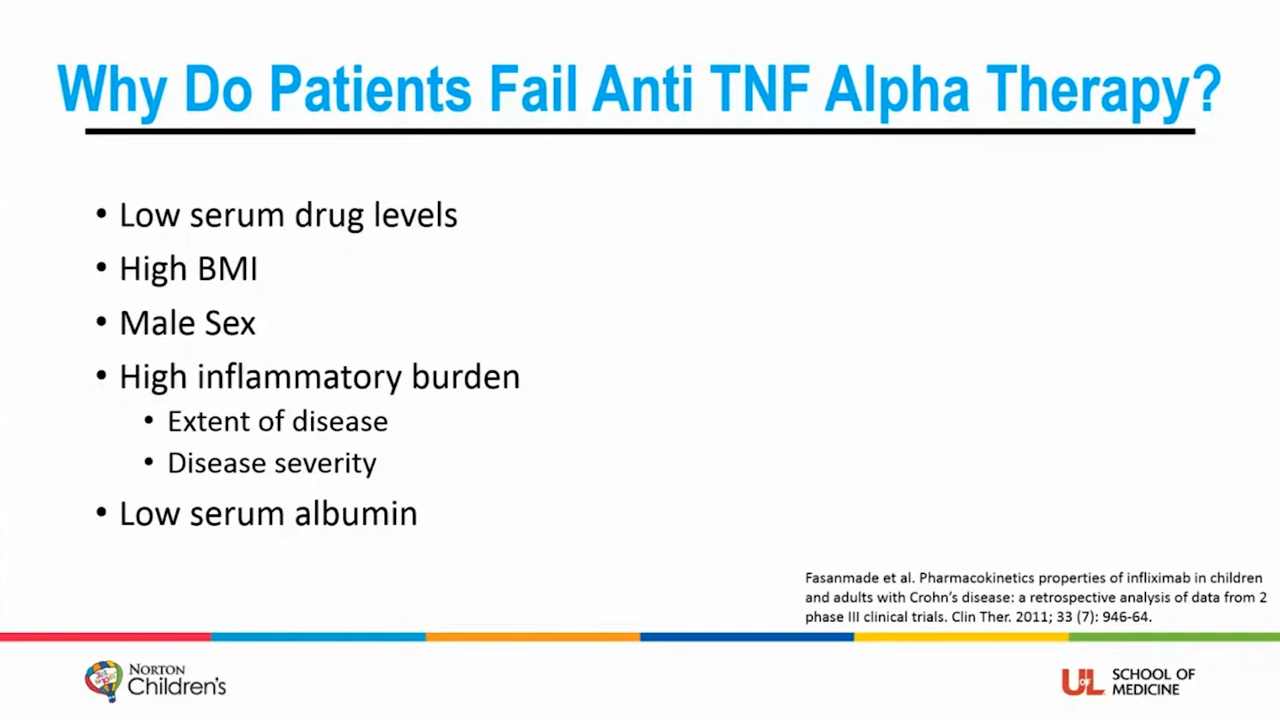 Why Do Patients Fail Anti TNF Alpha Therapy?
• Low serum drug levels
• High BMI
• Male Sex
• High inflammatory burden
• Extent of disease
• Disease severity
• Low serum albumin
Fasanmade et al. Pharmacokinetics properties of infliximab in children
and adults with Crohn's disease: a retrospective analysis of data from 2
phase III clinical trials. Clin Ther. 2011; 33 (7): 946-64.
NORTON
Children's
UofL SCHOOL OF
MEDICINE